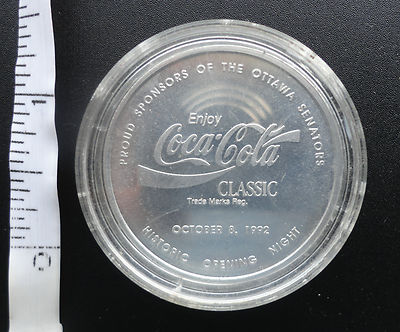 PROUD SPONSORS OF THE OTTAWA SENATORS
Enjoy
Coca-Cola
CLASSIC
Trade Marks Reg.
OCTOBER 8, 1992
HISTORIC OPENING NIGHT
1